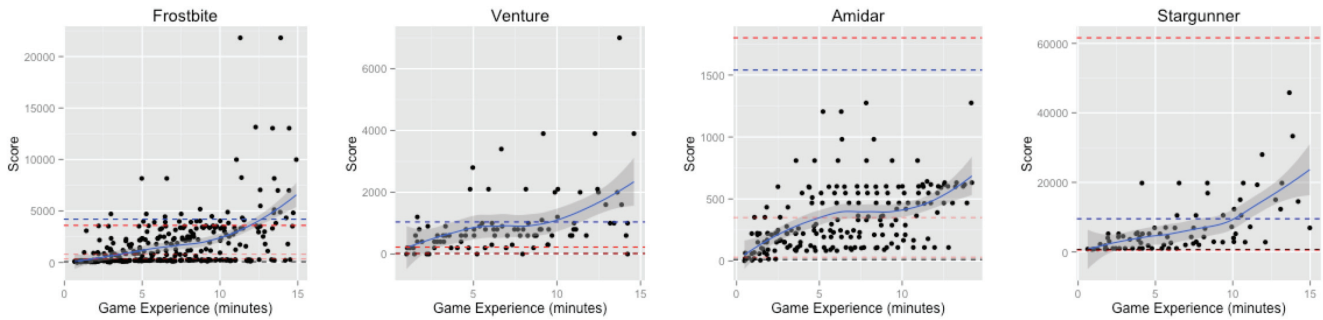 Frostbite
Score
20000
15000
10000
5000
0
0 5 10 15
Game Experience (minutes)
Venture
Score
6000
4000
2000
0
5 10 15
Game Experience (minutes)
Amidar
Score
1500
1000
500
0
5 10
Game Experience (minutes)
Stargunner
Score
60000
40000
20000
0
0 5 10 15
Game Experience (minutes)